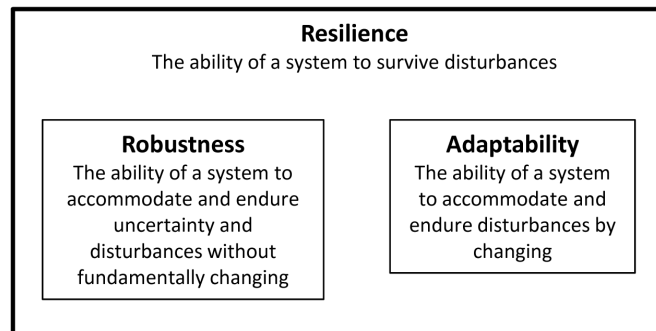 Resilience
The ability of a system to survive disturbances
Robustness
The ability of a system to
accommodate and endure
uncertainty and
disturbances without
fundamentally changing
Adaptability
The ability of a system
to accommodate and
endure disturbances by
changing